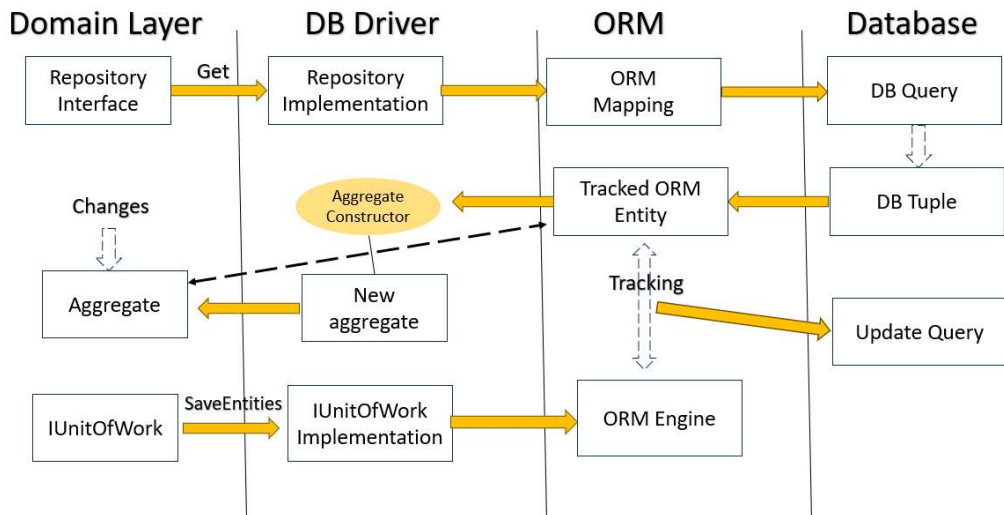 Domain Layer
DB Driver
ORM
Database
Repository
Interface
Get
Repository
Implementation
ORM
Mapping
DB Query
Changes
Aggregate
Constructor
Tracked ORM
Entity
DB Tuple
Aggregate
New
aggregate
Tracking
Update Query
IUnitOfWork
SaveEntities
IUnitOfWork
Implementation
ORM Engine